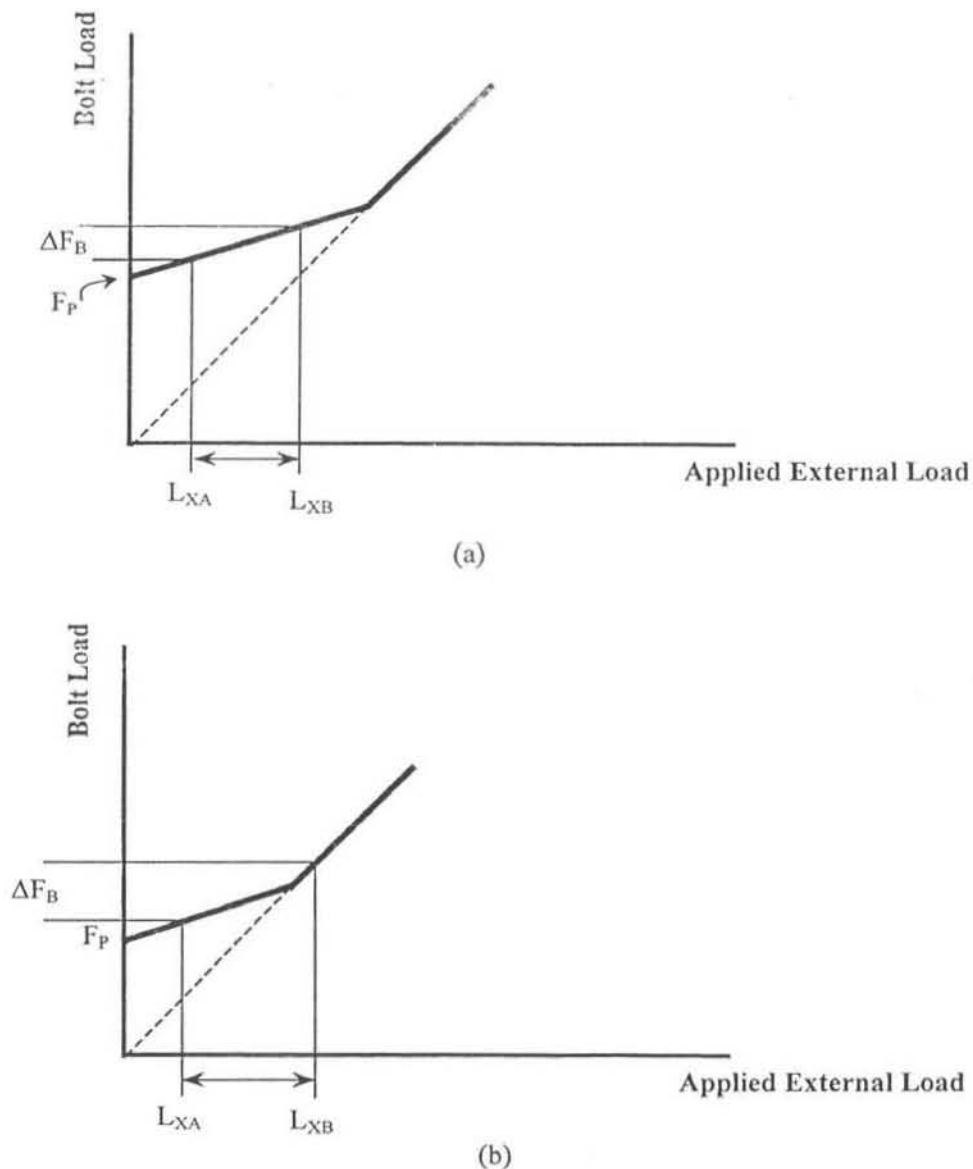 Bolt Load
ΔF_B
F_P
L_XA
L_XB
Applied External Load
(a)
Bolt Load
ΔF_B
F_P
L_XA
L_XB
Applied External Load
(b)